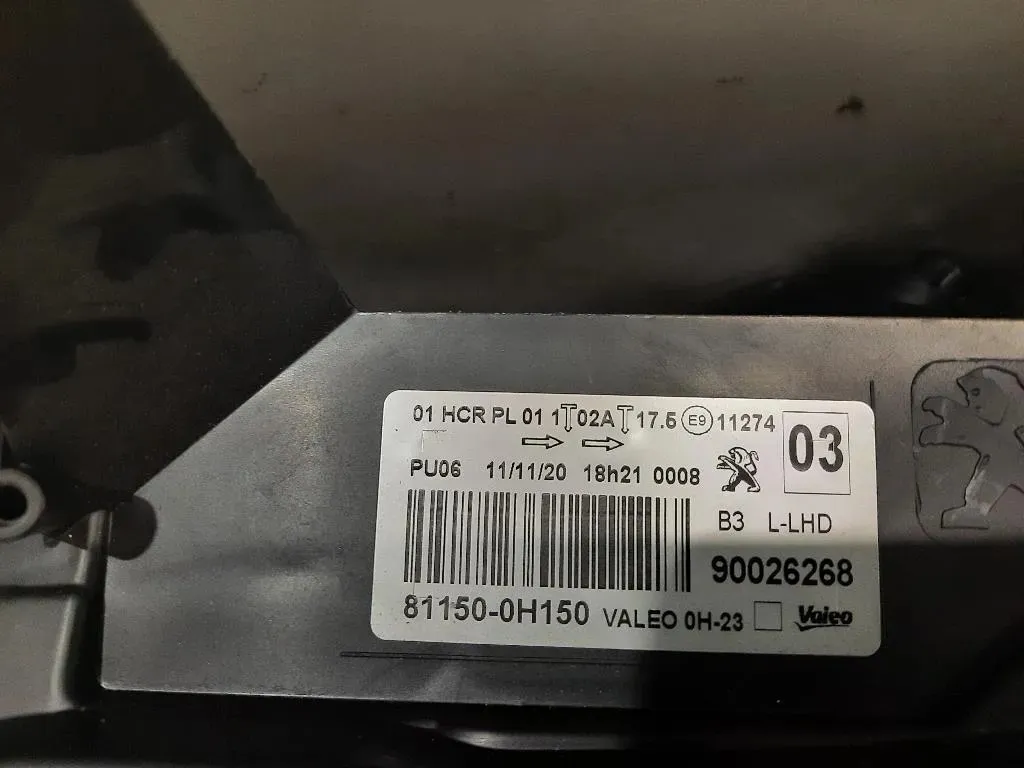 01 HCR PL 01 1 02A 17.5 E9 11274
03
PU06 11/11/20 18h21 0008
B3 L-LHD
90026268
81150-0H150 VALEO 0H-23 Valeo